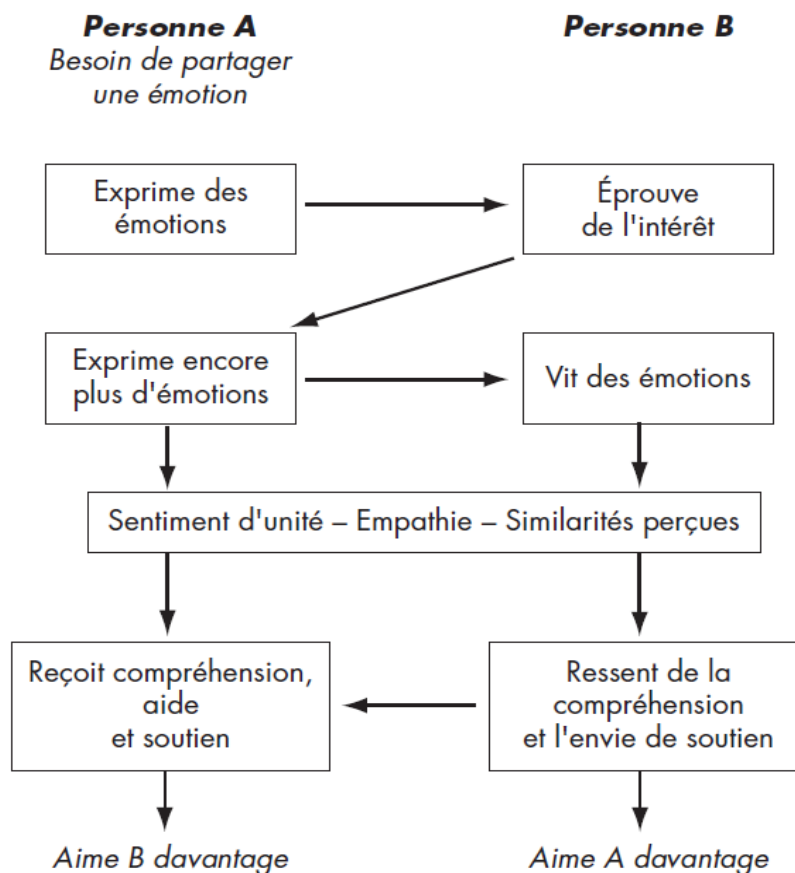 Personne A
Personne B
Besoin de partager
une émotion
Exprime des
émotions
Éprouve
de l'intérêt
Exprime encore
plus d'émotions
Vit des émotions
Sentiment d'unité – Empathie – Similarités perçues
Reçoit compréhension,
aide
et soutien
Ressent de la
compréhension
et l'envie de soutien
Aime B davantage
Aime A davantage